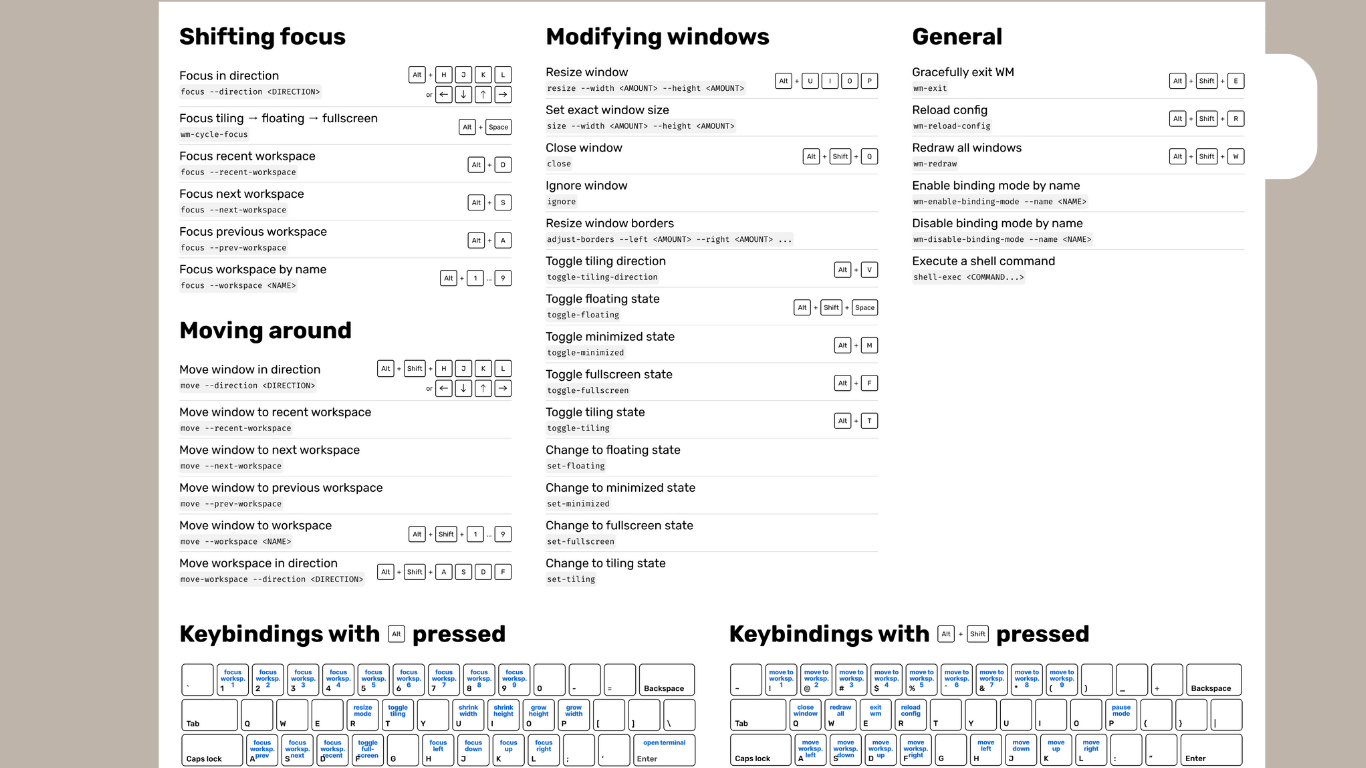 Shifting focus
Focus in direction
focus --direction <DIRECTION>
Alt + H J K L
or ← ↓ ↑ →
Focus tiling → floating → fullscreen
wm-cycle-focus
Alt + Space
Focus recent workspace
focus --recent-workspace
Alt + D
Focus next workspace
focus --next-workspace
Alt + S
Focus previous workspace
focus --prev-workspace
Alt + A
Focus workspace by name
focus --workspace <NAME>
Alt + 1 ... 9
Moving around
Move window in direction
move --direction <DIRECTION>
Alt + Shift + H J K L
or ← ↓ ↑ →
Move window to recent workspace
move --recent-workspace
Move window to next workspace
move --next-workspace
Move window to previous workspace
move --prev-workspace
Move window to workspace
move --workspace <NAME>
Alt + Shift + 1 ... 9
Move workspace in direction
move-workspace --direction <DIRECTION>
Alt + Shift + A S D F
Modifying windows
Resize window
resize --width <AMOUNT> --height <AMOUNT>
Alt + U I O P
Set exact window size
size --width <AMOUNT> --height <AMOUNT>
Close window
close
Alt + Shift + Q
Ignore window
ignore
Resize window borders
adjust-borders --left <AMOUNT> --right <AMOUNT> ...
Toggle tiling direction
toggle-tiling-direction
Alt + V
Toggle floating state
toggle-floating
Alt + Shift + Space
Toggle minimized state
toggle-minimized
Alt + M
Toggle fullscreen state
toggle-fullscreen
Alt + F
Toggle tiling state
toggle-tiling
Alt + T
Change to floating state
set-floating
Change to minimized state
set-minimized
Change to fullscreen state
set-fullscreen
Change to tiling state
set-tiling
General
Gracefully exit WM
wm-exit
Alt + Shift + E
Reload config
wm-reload-config
Alt + Shift + R
Redraw all windows
wm-redraw
Alt + Shift + W
Enable binding mode by name
wm-enable-binding-mode --name <NAME>
Disable binding mode by name
wm-disable-binding-mode --name <NAME>
Execute a shell command
shell-exec <COMMAND...>
Keybindings with Alt pressed
focus worksp. 1 1
focus worksp. 2 2
focus worksp. 3 3
focus worksp. 4 4
focus worksp. 5 5
focus worksp. 6 6
focus worksp. 7 7
focus worksp. 8 8
focus worksp. 9 9
0 - = Backspace
Tab Q W E
resize mode R
toggle tiling T
Y
shrink width U
shrink height I
grow height O
grow width P
[ ] \
Caps lock
focus worksp. prev A
focus worksp. next S
focus worksp. recent D
toggle full-screen F
G
focus left H
focus down J
focus up K
focus right L
; '
open terminal Enter
Keybindings with Alt + Shift pressed
~
move to worksp. 1 !
move to worksp. 2 @
move to worksp. 3 #
move to worksp. 4 $
move to worksp. 5 %
move to worksp. 6
move to worksp. 7 &
move to worksp. 8 *
move to worksp. 9 (
) _ + Backspace
Tab
close window Q
redraw all W
exit wm E
reload config R
T Y U I O
pause mode P
{ } |
Caps lock
move worksp. left A
move worksp. down S
move worksp. up D
move worksp. right F
G
move left H
move down J
move up K
move right L
: " Enter